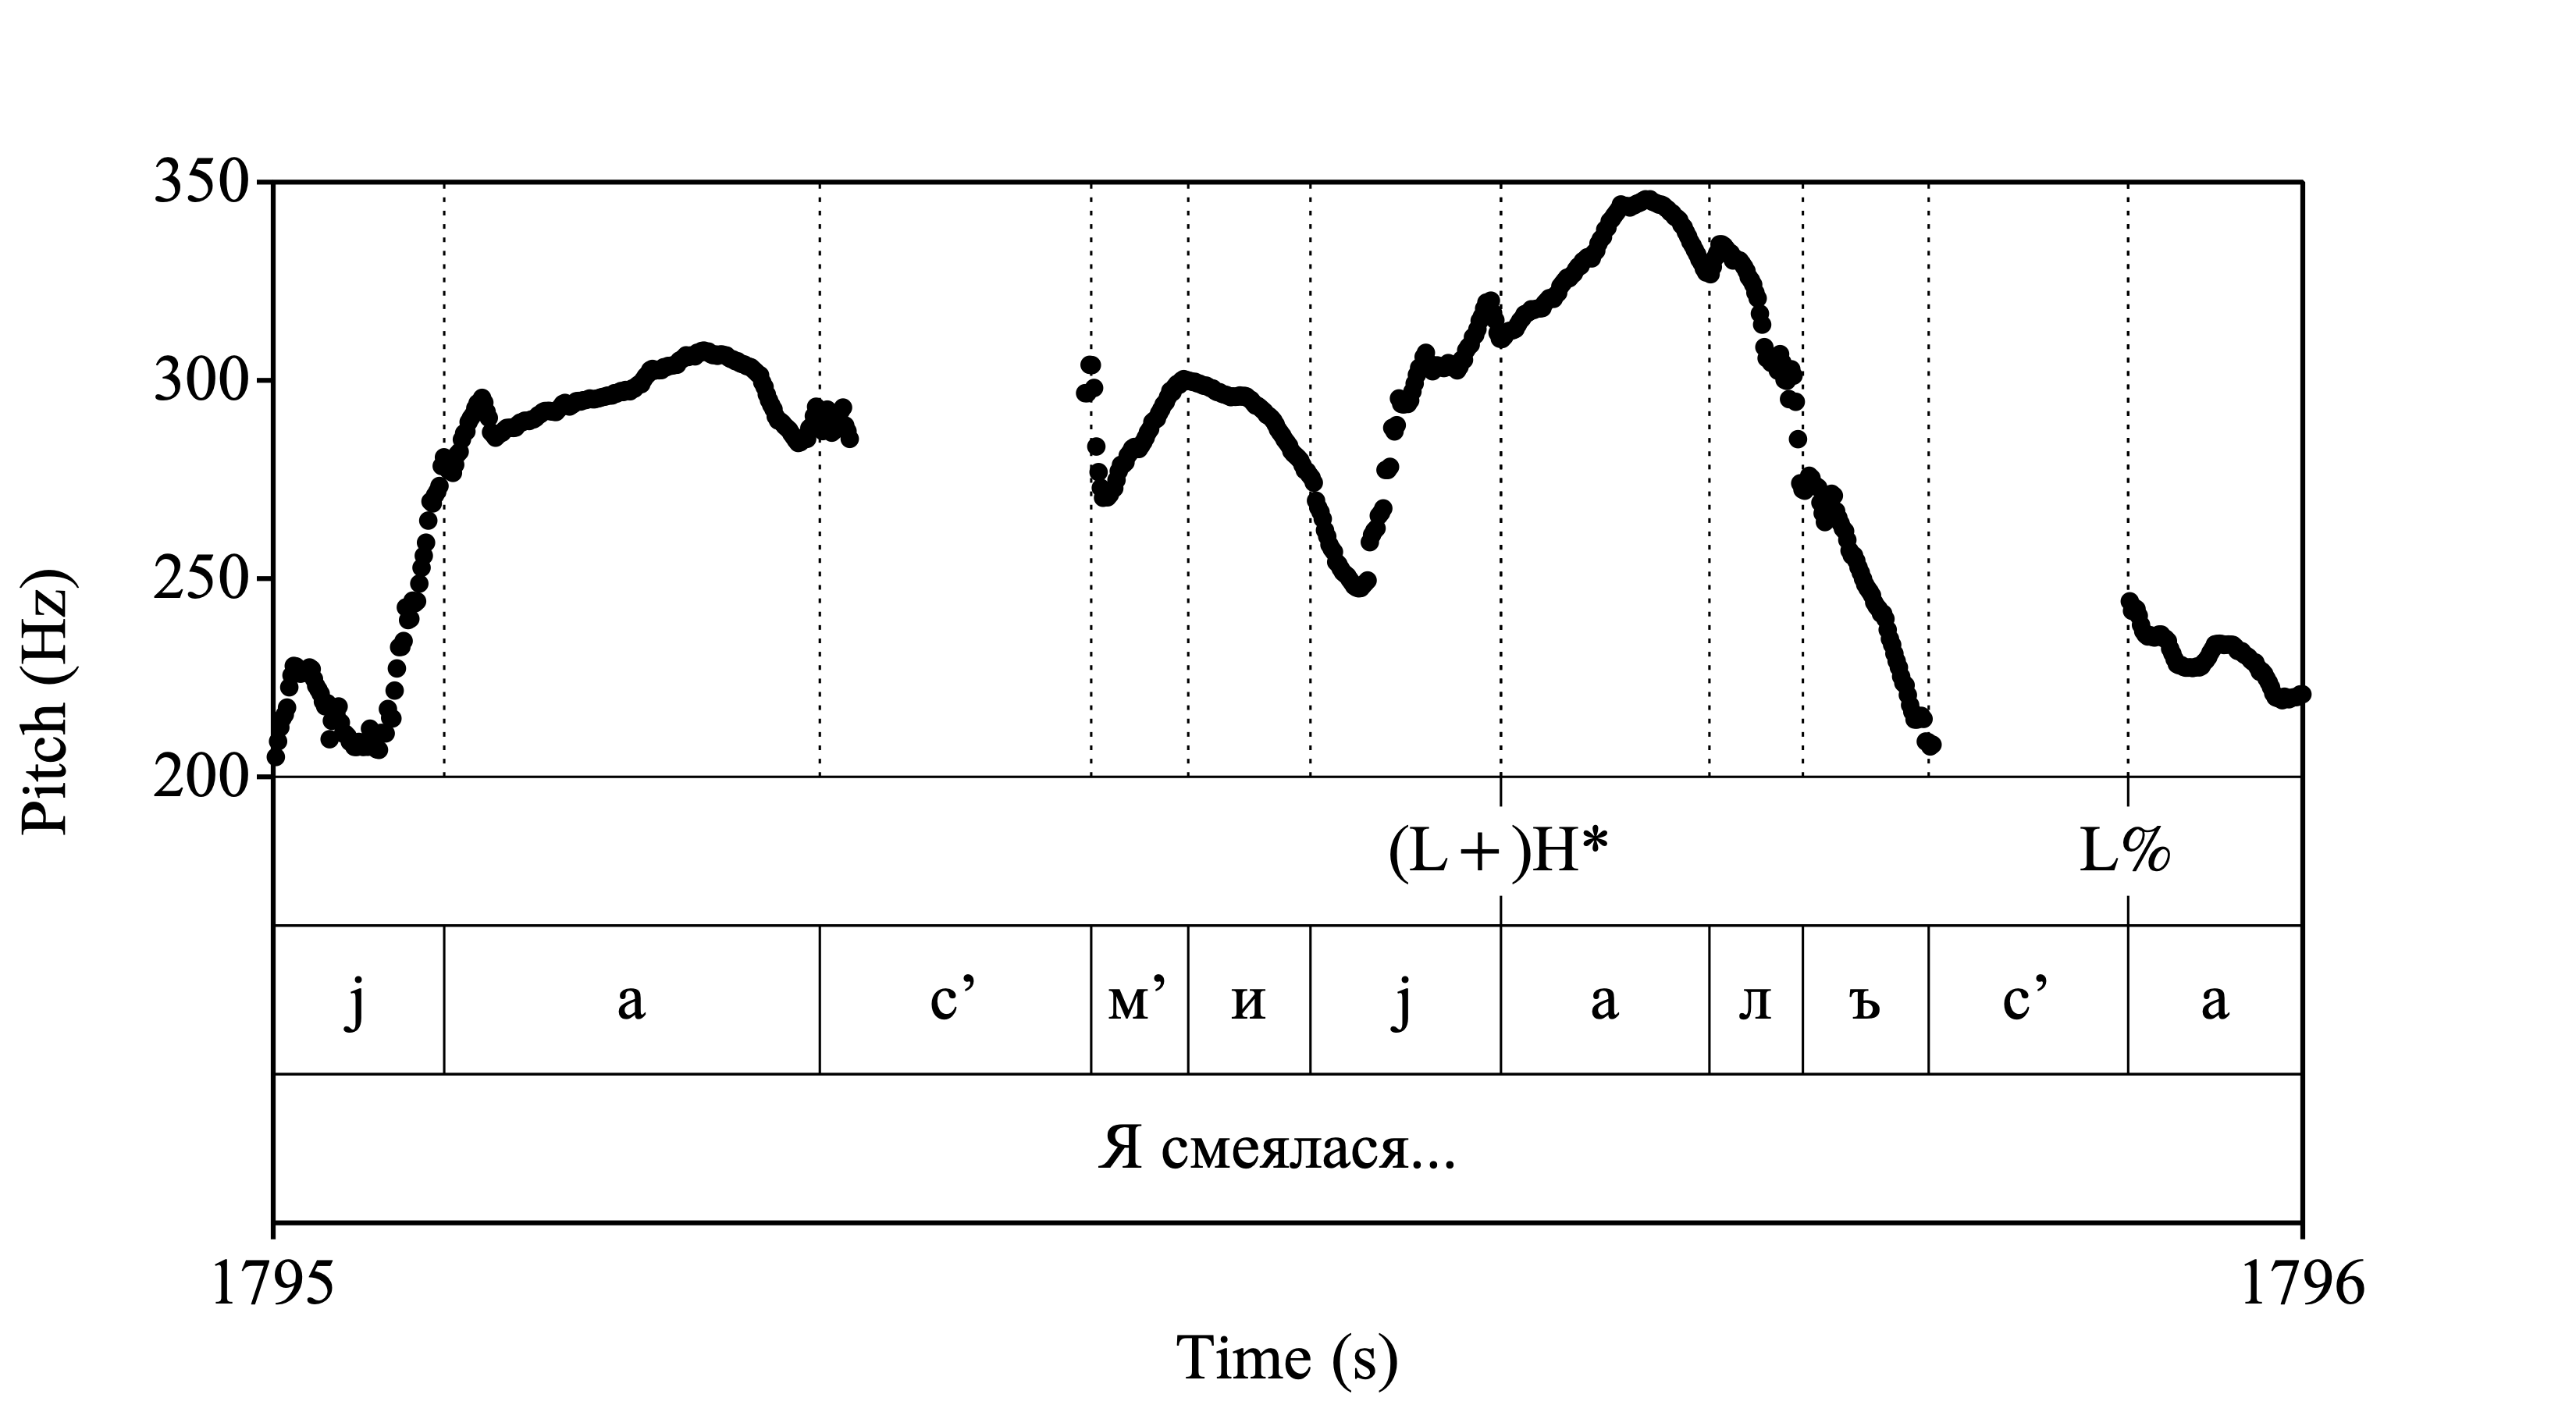 350
300
250
200
Pitch (Hz)
(L+)H* L%
j а с’ м’ и j а л ъ с’ а
Я смеялася...
1795 1796
Time (s)